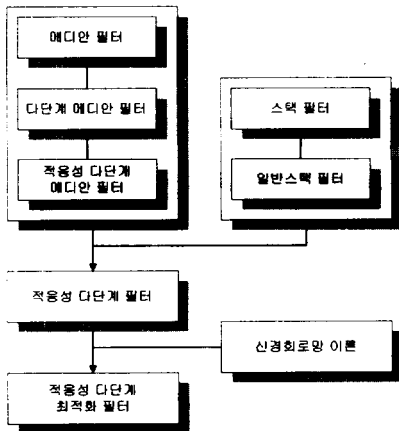 메디안 필터
다단계 메디안 필터
적응성 다단계
메디안 필터
스택 필터
일반스택 필터
적응성 다단계 필터
신경회로망 이론
적응성 다단계
최적화 필터